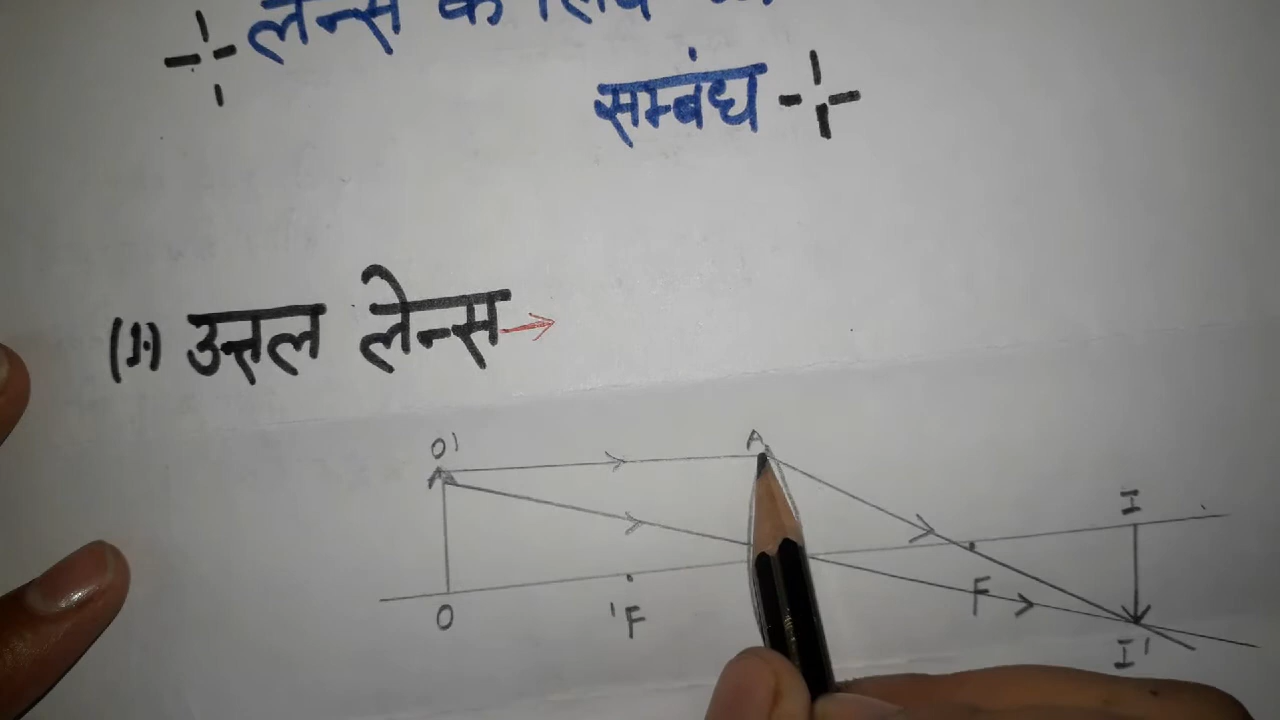 लेन्स के लिए
सम्बंध
(1) उत्तल लेन्स →
O' A
I
O 'F F
I'